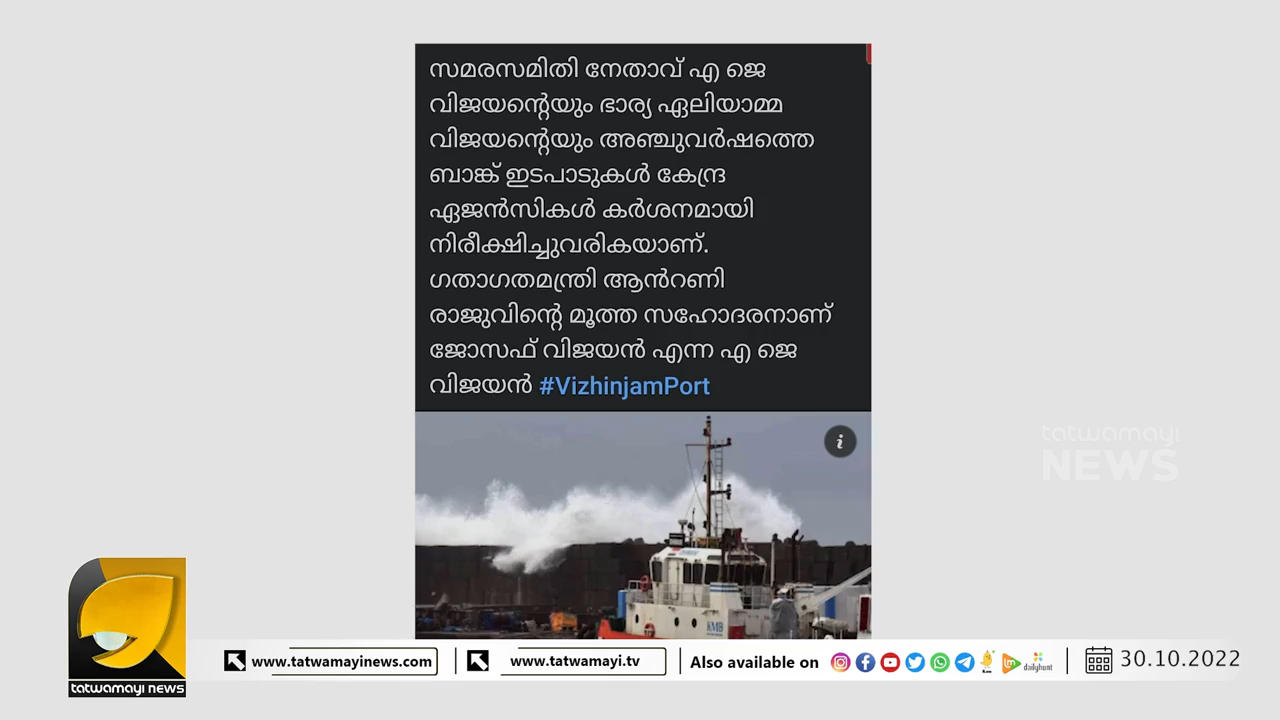 സമരസമിതി നേതാവ് എ ജെ
വിജയന്റെയും ഭാര്യ ഏലിയാമ്മ
വിജയന്റെയും അഞ്ചുവർഷത്തെ
ബാങ്ക് ഇടപാടുകൾ കേന്ദ്ര
ഏജൻസികൾ കർശനമായി
നിരീക്ഷിച്ചുവരികയാണ്.
ഗതാഗതമന്ത്രി ആൻറണി
രാജുവിന്റെ മൂത്ത സഹോദരനാണ്
ജോസഫ് വിജയൻ എന്ന എ ജെ
വിജയൻ #VizhinjamPort
i
tatwamayi
NEWS
KMB
tatwamayi news
www.tatwamayinews.com
www.tatwamayi.tv
Also available on
dailyhunt
30.10.2022